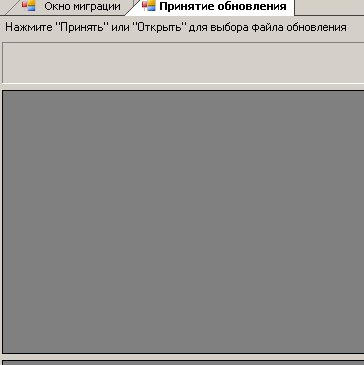 Окно миграции Принятие обновления
Нажмите "Принять" или "Открыть" для выбора файла обновления